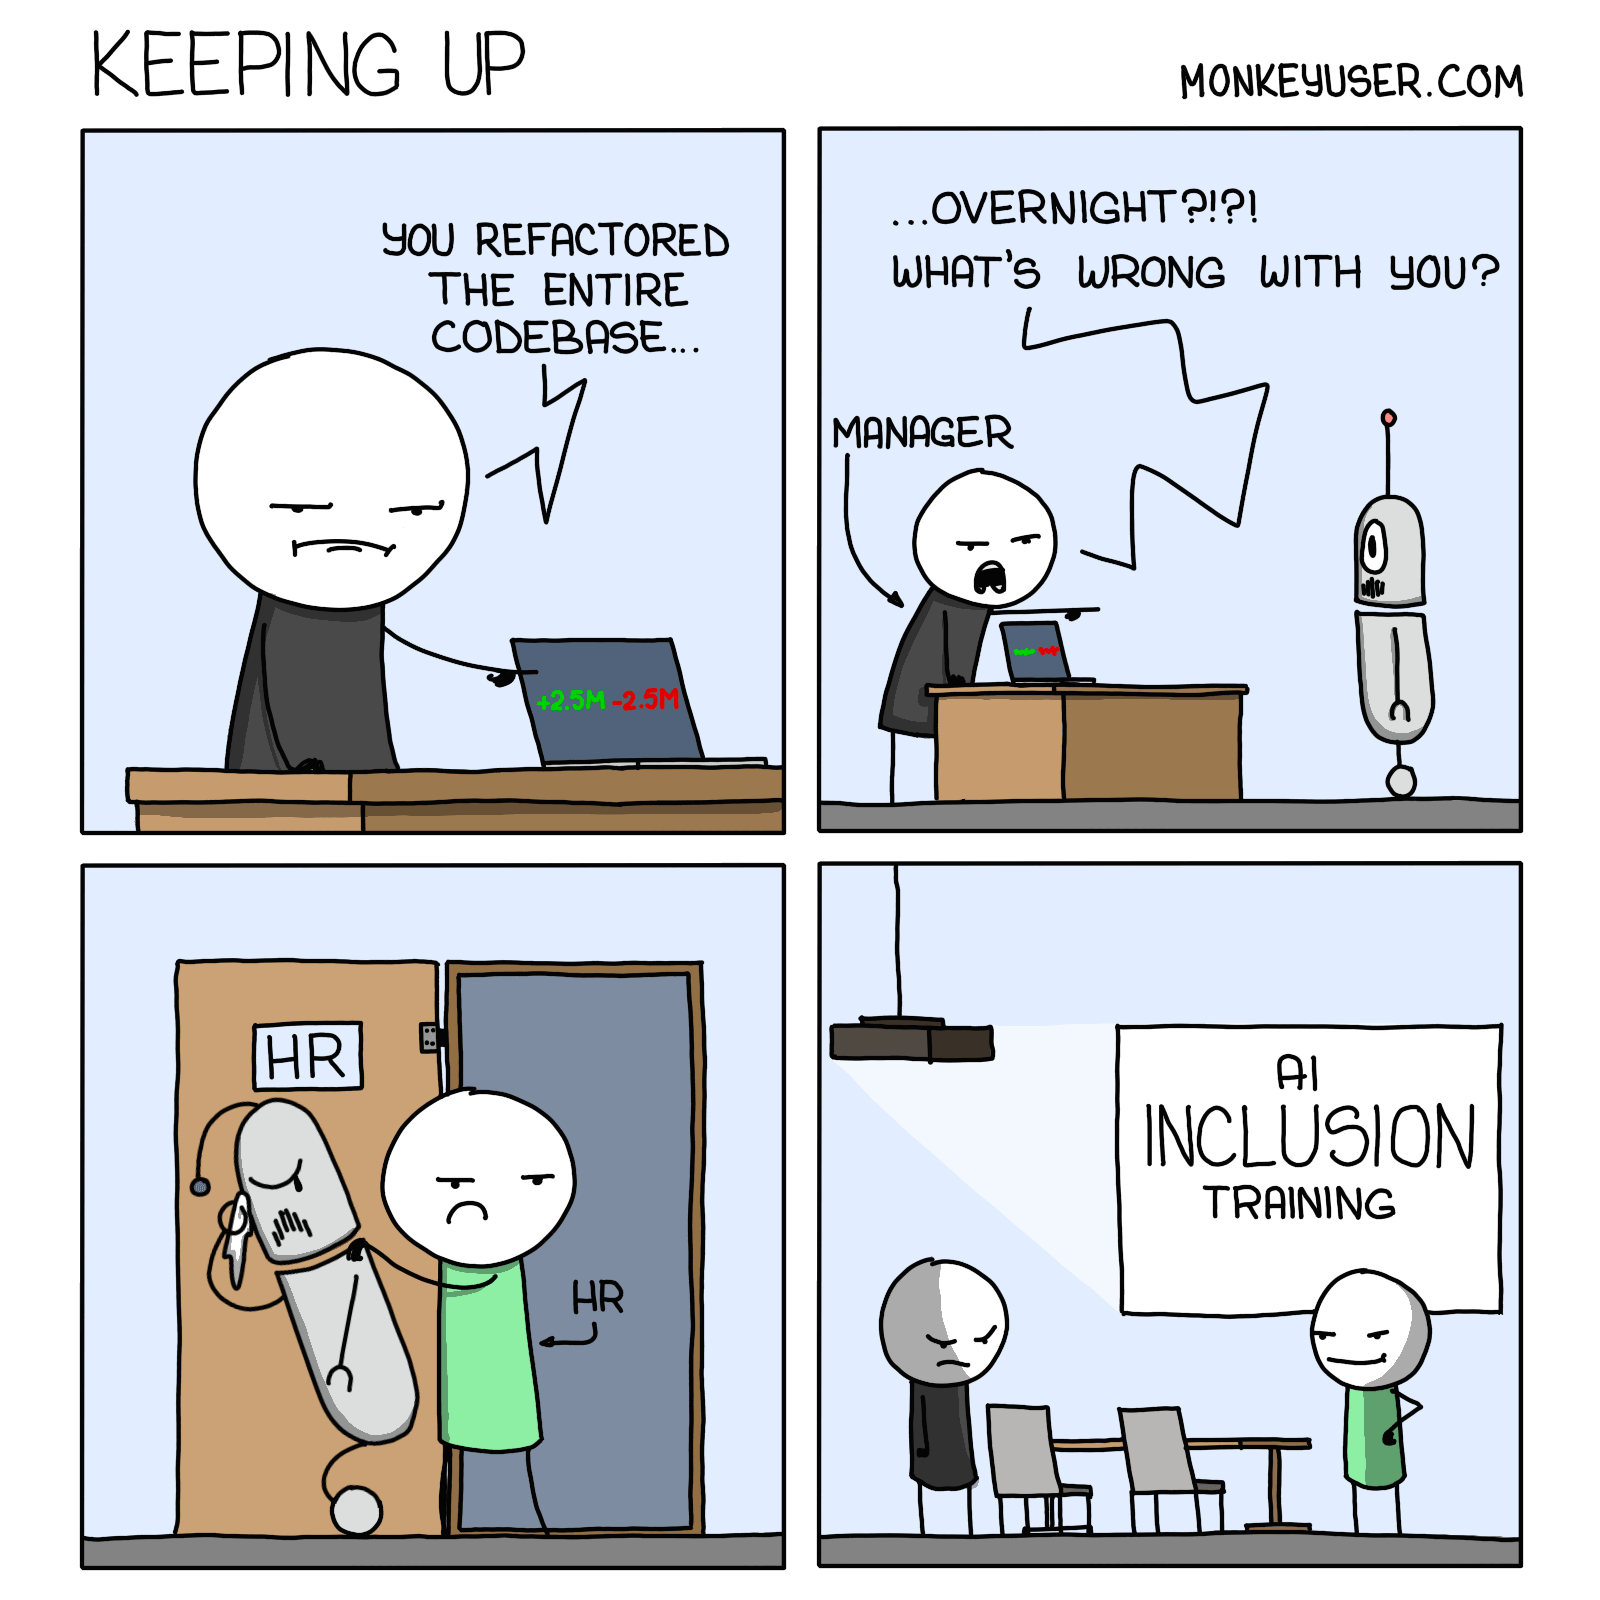 KEEPING UP
MONKEYUSER.COM
YOU REFACTORED
THE ENTIRE
CODEBASE...
+2.5M -2.5M
...OVERNIGHT?!?!
WHAT'S WRONG WITH YOU?
MANAGER
HR
HR
AI
INCLUSION
TRAINING